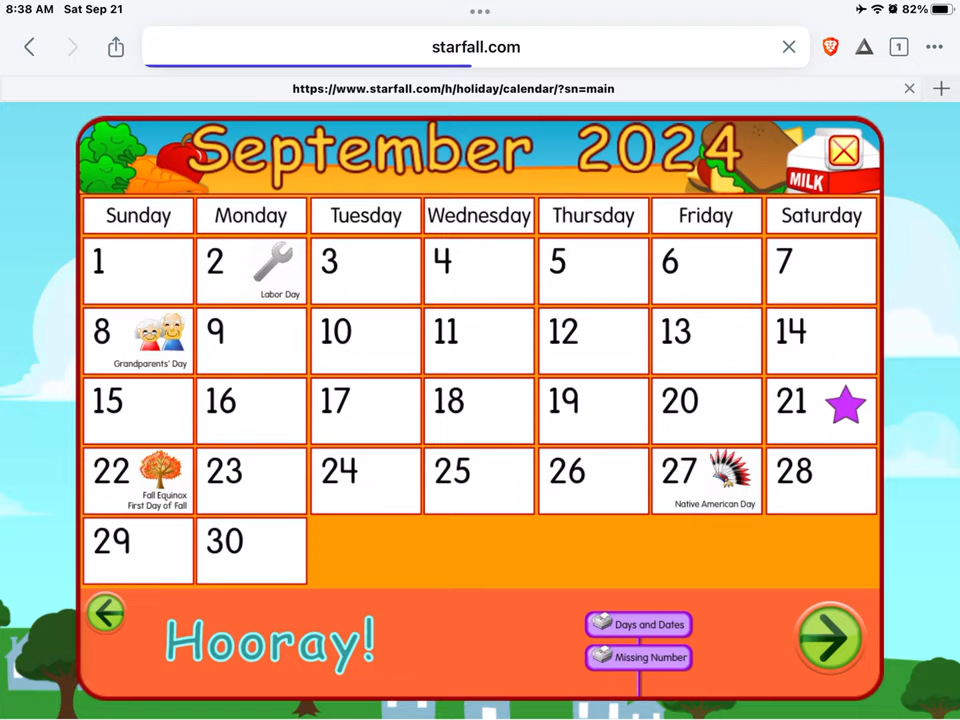 8:38 AM Sat Sep 21
82%
starfall.com
1
https://www.starfall.com/h/holiday/calendar/?sn=main
September 2024
MILK
Sunday Monday Tuesday Wednesday Thursday Friday Saturday
1 2 3 4 5 6 7
Labor Day
8 9 10 11 12 13 14
Grandparents' Day
15 16 17 18 19 20 21
22 23 24 25 26 27 28
Fall Equinox
First Day of Fall
Native American Day
29 30
Hooray!
Days and Dates
Missing Number